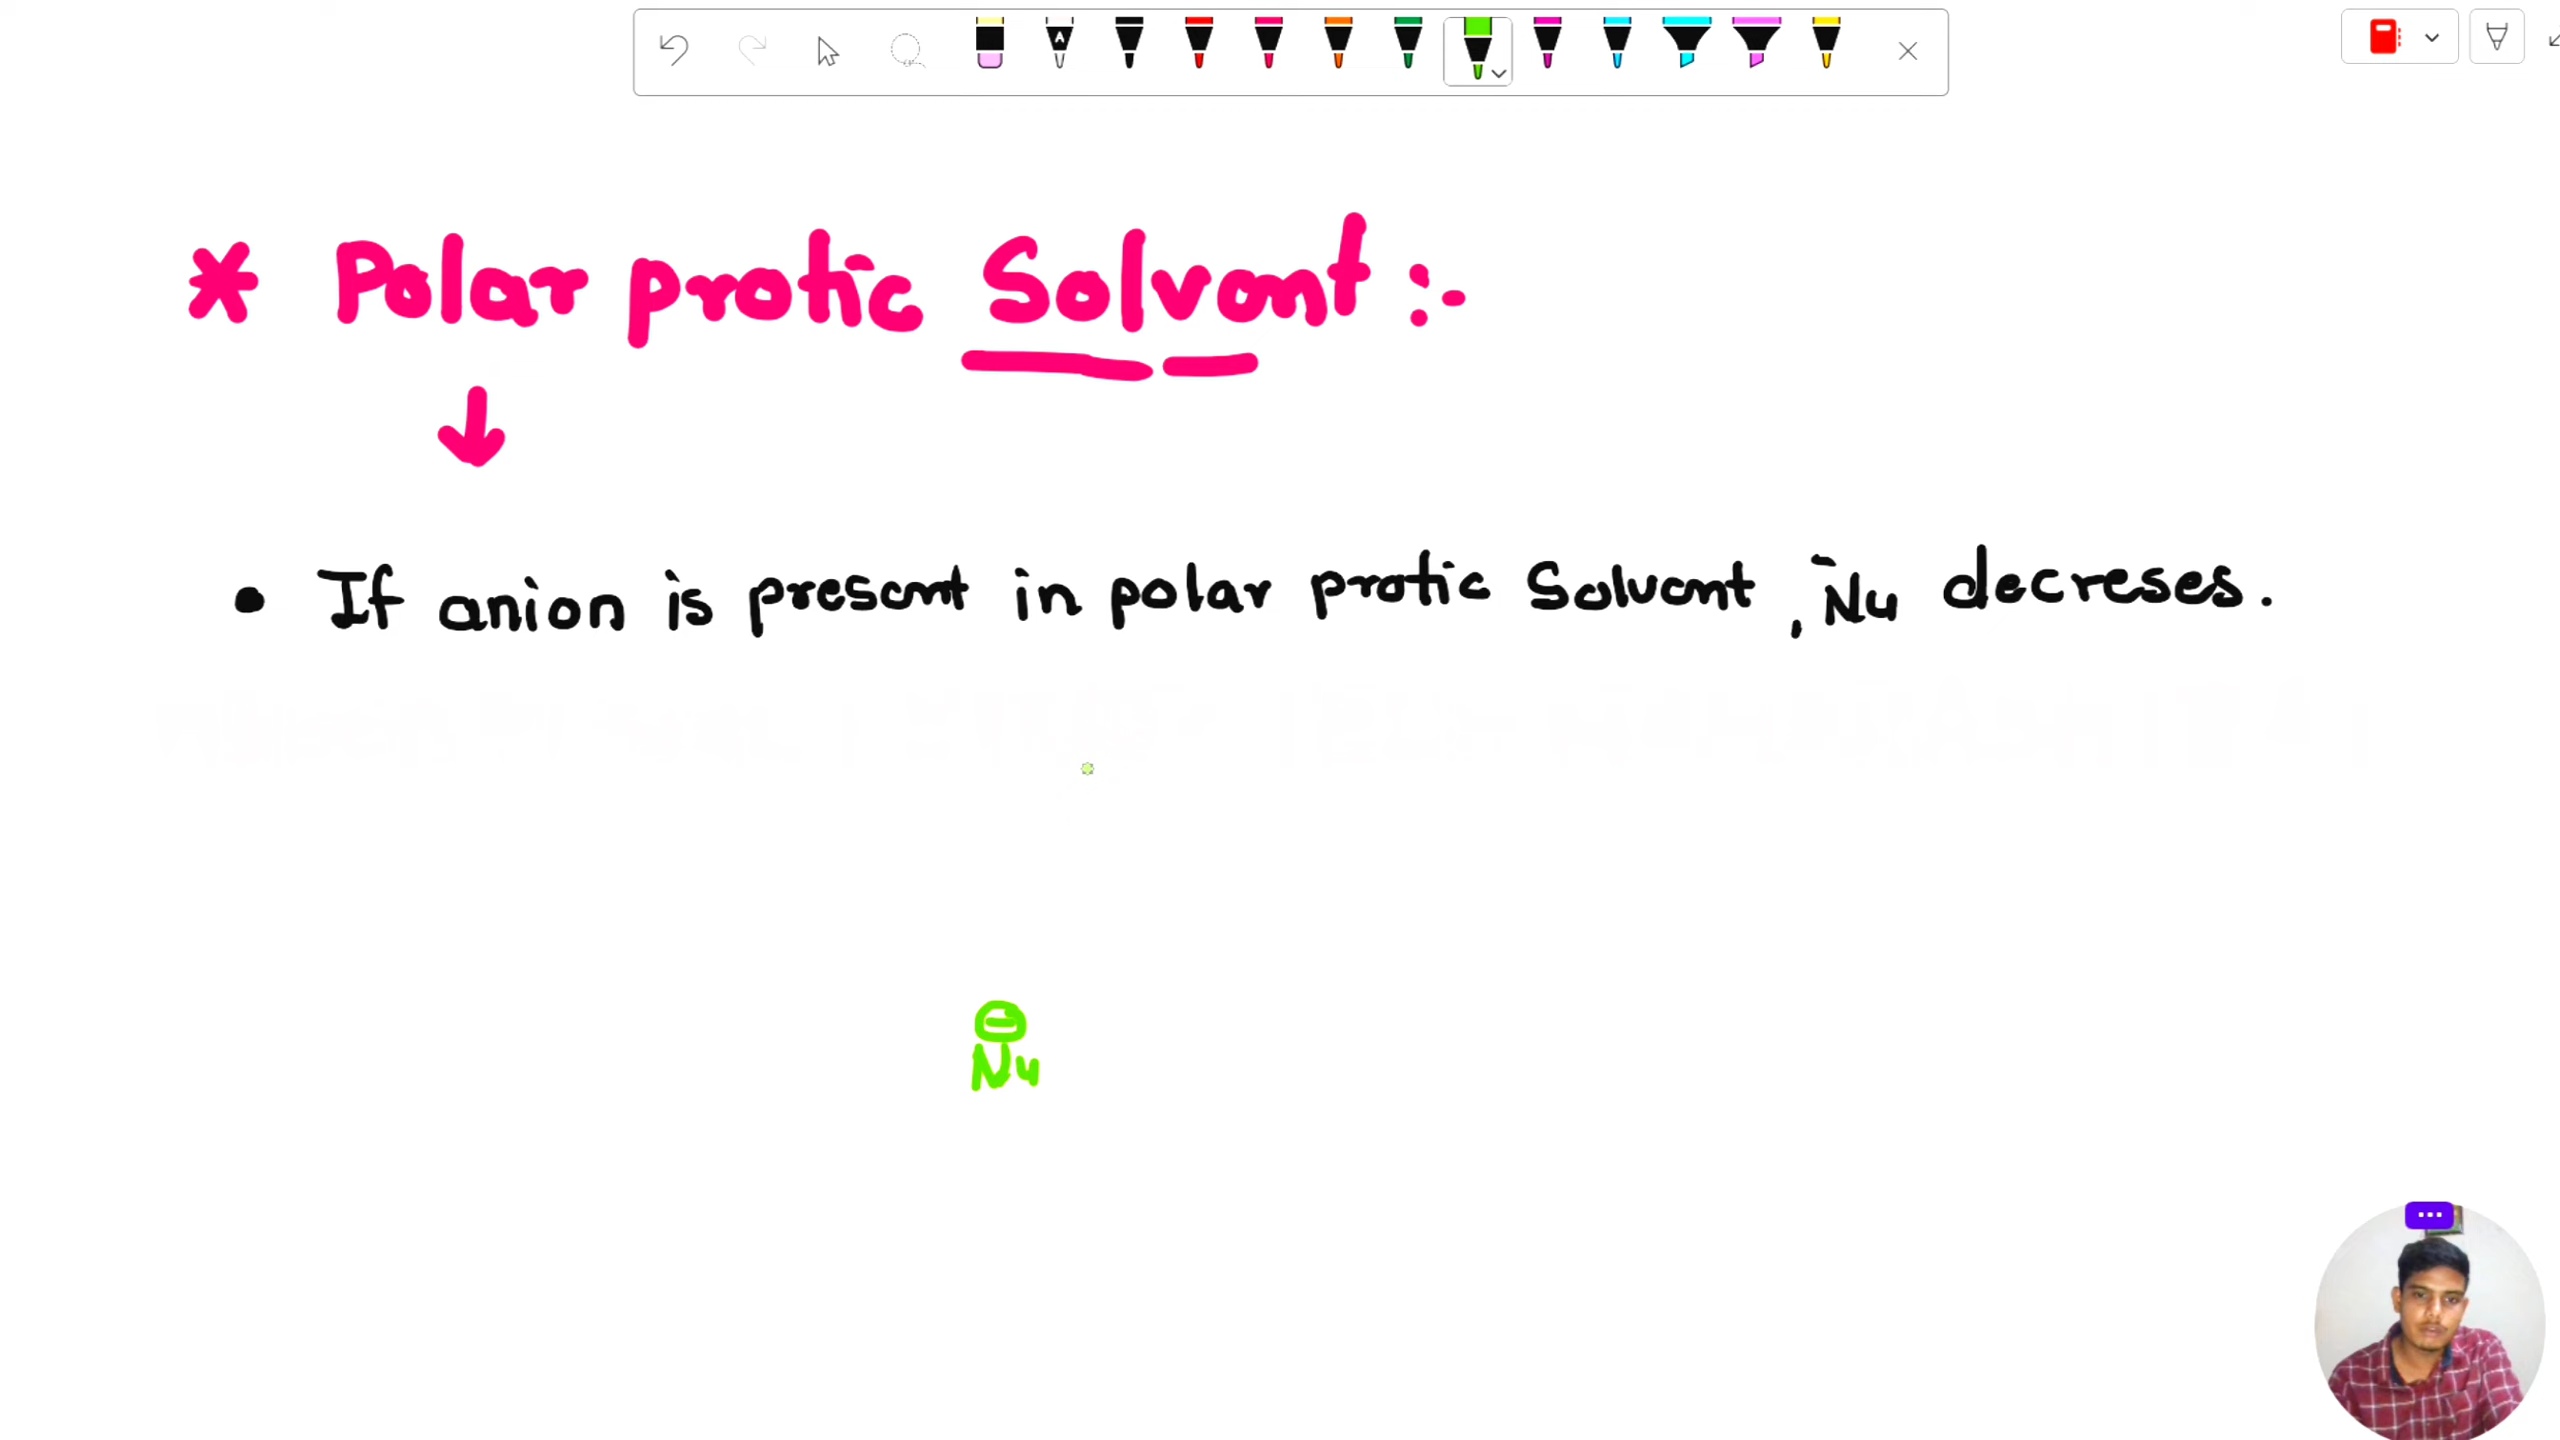 * Polar protic Solvent :-
• If anion is present in polar protic Solvent, N̄u decreses.
⊖
Nu